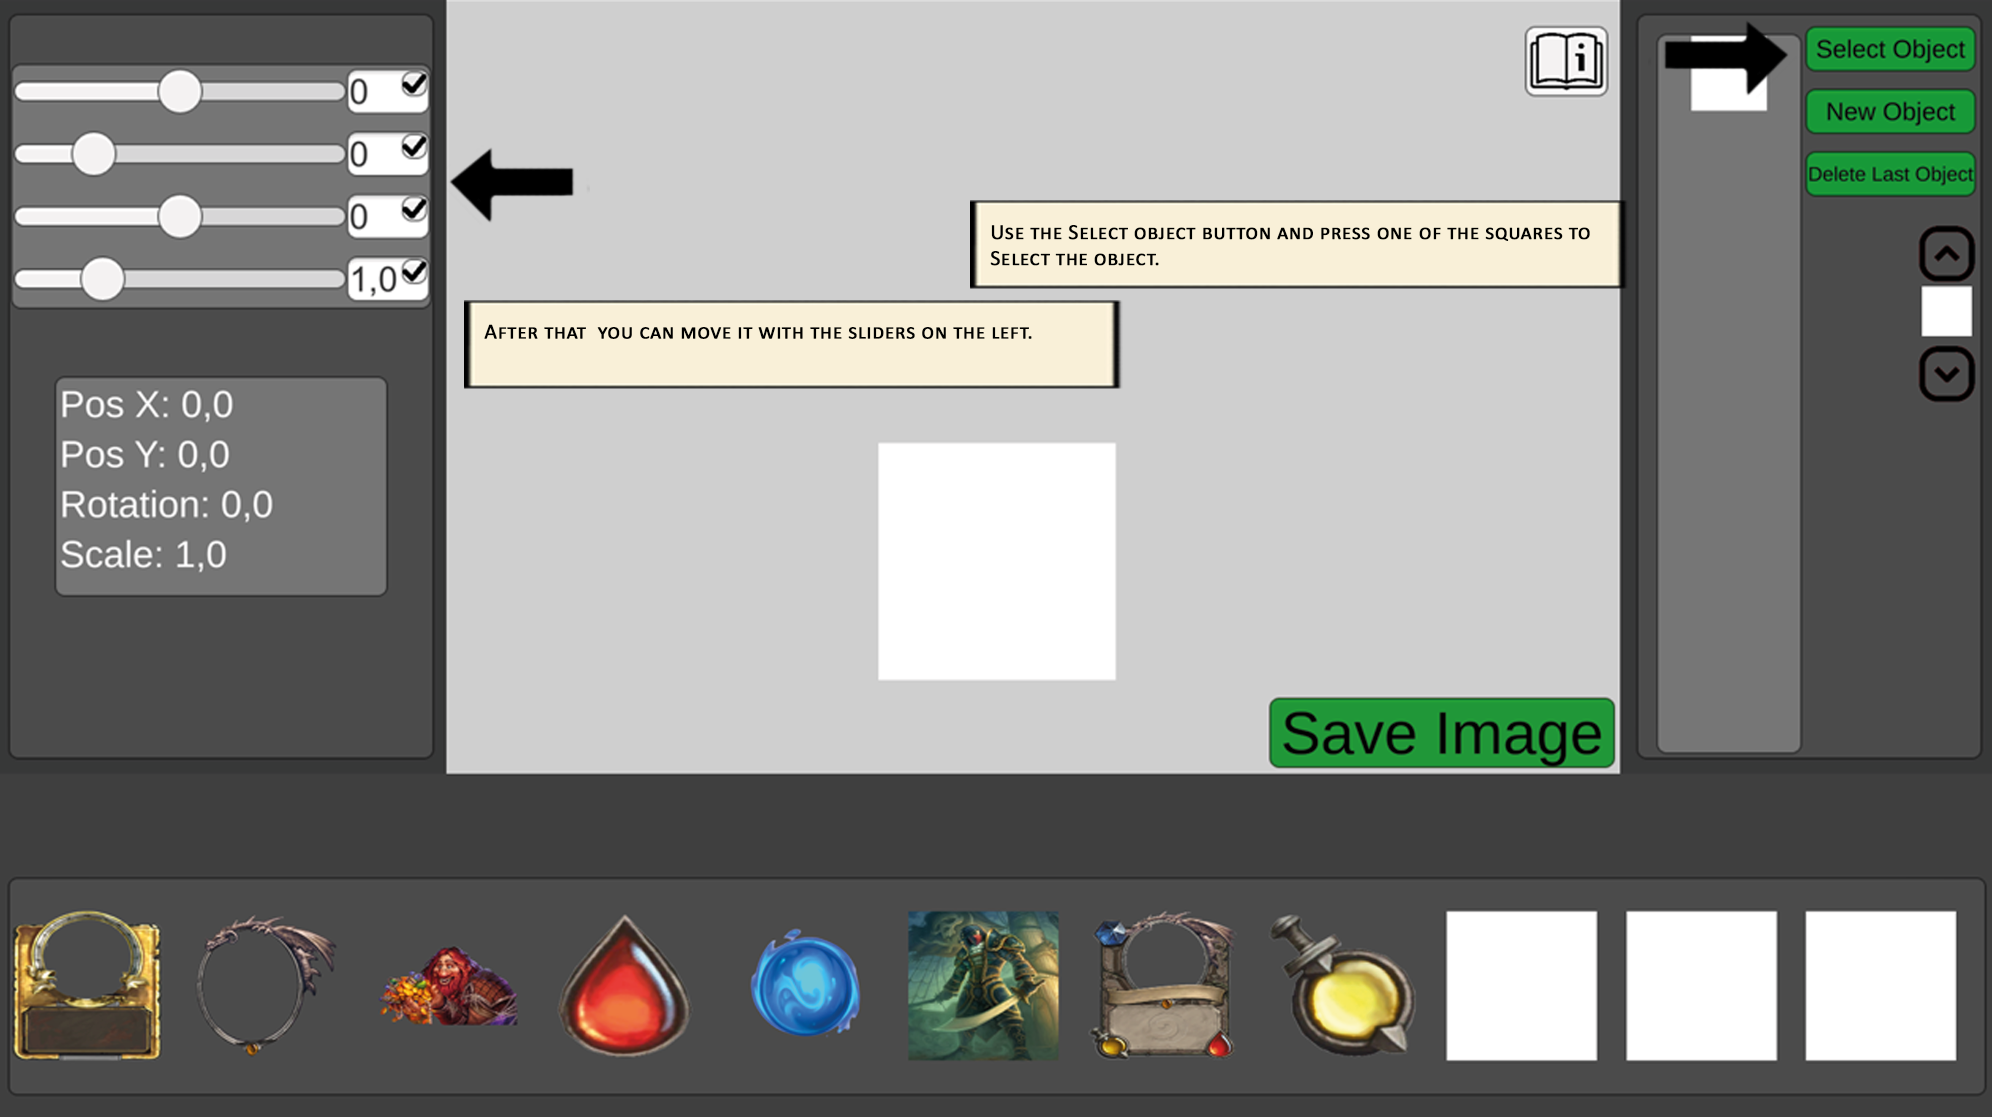 0
0
0
1,0
Pos X: 0,0
Pos Y: 0,0
Rotation: 0,0
Scale: 1,0
i
Use the Select object button and press one of the squares to
Select the object.
After that  you can move it with the sliders on the left.
Save Image
Select Object
New Object
Delete Last Object